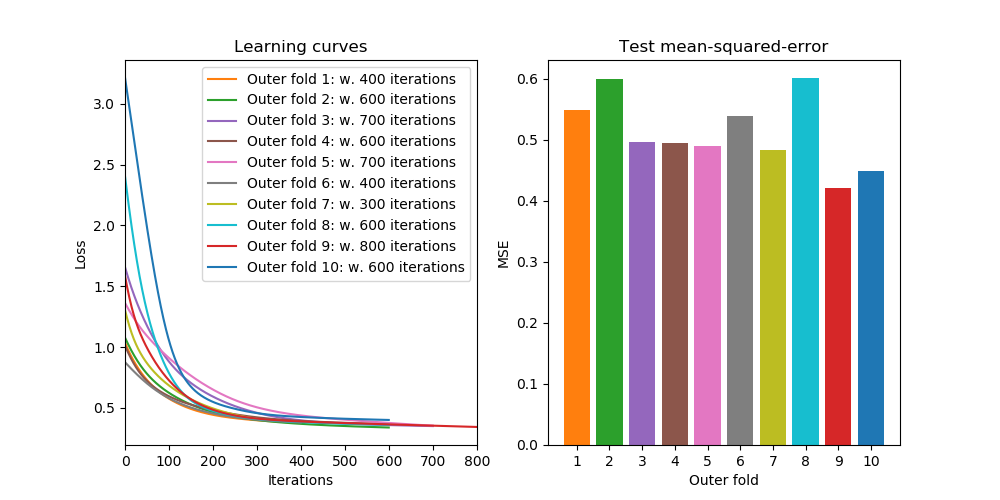 Learning curves
3.0
2.5
2.0
1.5
1.0
0.5
Loss
0 100 200 300 400 500 600 700 800
Iterations
Outer fold 1: w. 400 iterations
Outer fold 2: w. 600 iterations
Outer fold 3: w. 700 iterations
Outer fold 4: w. 600 iterations
Outer fold 5: w. 700 iterations
Outer fold 6: w. 400 iterations
Outer fold 7: w. 300 iterations
Outer fold 8: w. 600 iterations
Outer fold 9: w. 800 iterations
Outer fold 10: w. 600 iterations
Test mean-squared-error
0.6
0.5
0.4
0.3
0.2
0.1
0.0
MSE
1 2 3 4 5 6 7 8 9 10
Outer fold